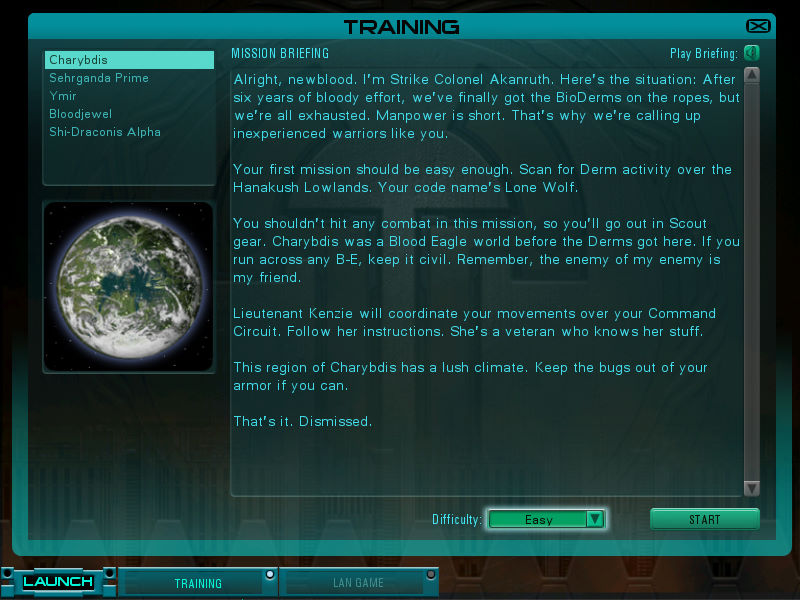 TRAINING
Charybdis
Sehrganda Prime
Ymir
Bloodjewel
Shi-Draconis Alpha
MISSION BRIEFING
Play Briefing:
Alright, newblood. I'm Strike Colonel Akanruth. Here's the situation: After
six years of bloody effort, we've finally got the BioDerms on the ropes, but
we're all exhausted. Manpower is short. That's why we're calling up
inexperienced warriors like you.
Your first mission should be easy enough. Scan for Derm activity over the
Hanakush Lowlands. Your code name's Lone Wolf.
You shouldn't hit any combat in this mission, so you'll go out in Scout
gear. Charybdis was a Blood Eagle world before the Derms got here. If you
run across any B-E, keep it civil. Remember, the enemy of my enemy is
my friend.
Lieutenant Kenzie will coordinate your movements over your Command
Circuit. Follow her instructions. She's a veteran who knows her stuff.
This region of Charybdis has a lush climate. Keep the bugs out of your
armor if you can.
That's it. Dismissed.
Difficulty:
Easy
START
LAUNCH
TRAINING
LAN GAME